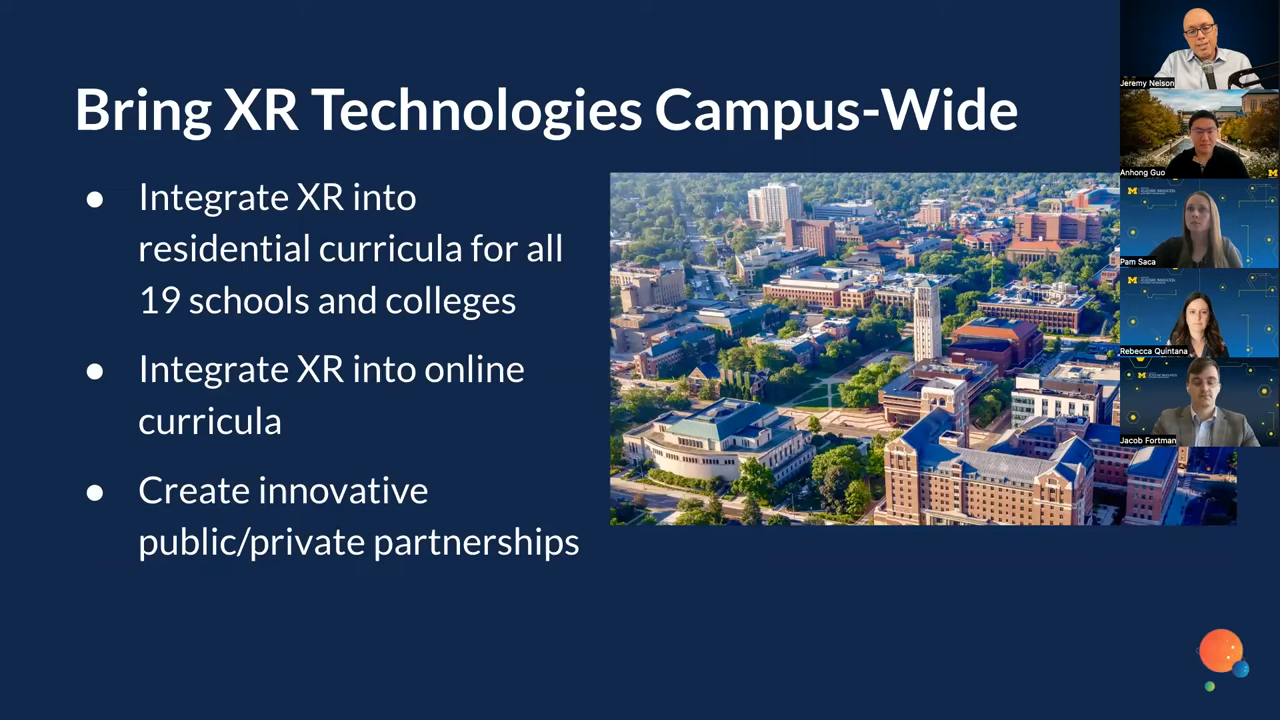 Bring XR Technologies Campus-Wide
● Integrate XR into
residential curricula for all
19 schools and colleges
● Integrate XR into online
curricula
● Create innovative
public/private partnerships
Jeremy Nelson
Anhong Guo
Pam Saca
Rebecca Quintana
Jacob Fortman